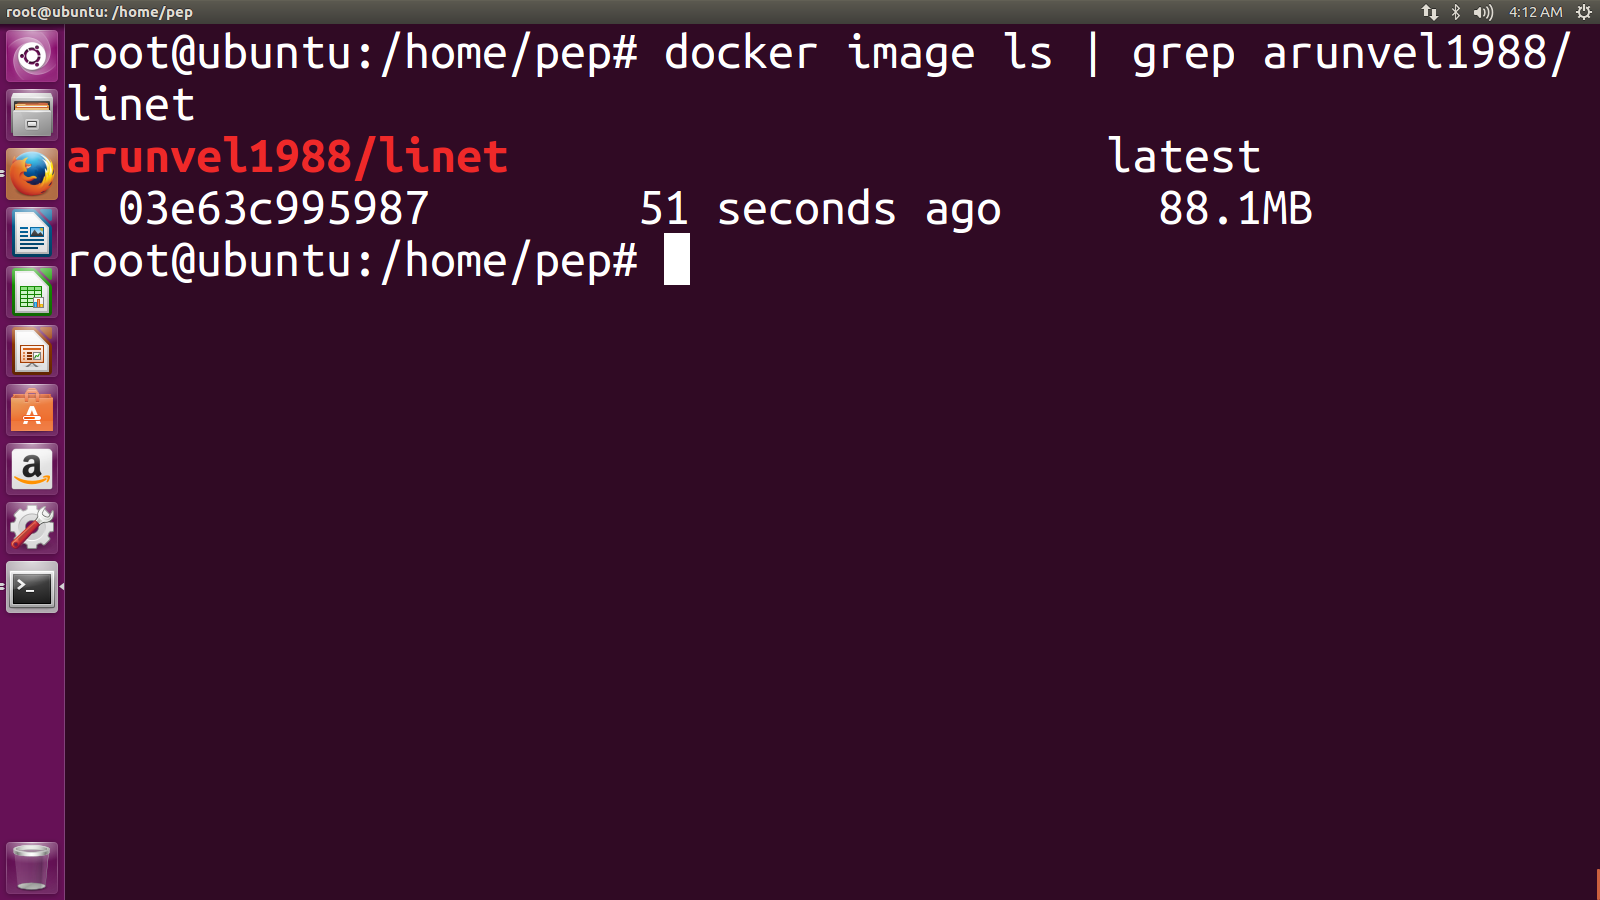 root@ubuntu: /home/pep
4:12 AM
root@ubuntu:/home/pep# docker image ls | grep arunvel1988/
linet
arunvel1988/linet latest
03e63c995987 51 seconds ago 88.1MB
root@ubuntu:/home/pep#